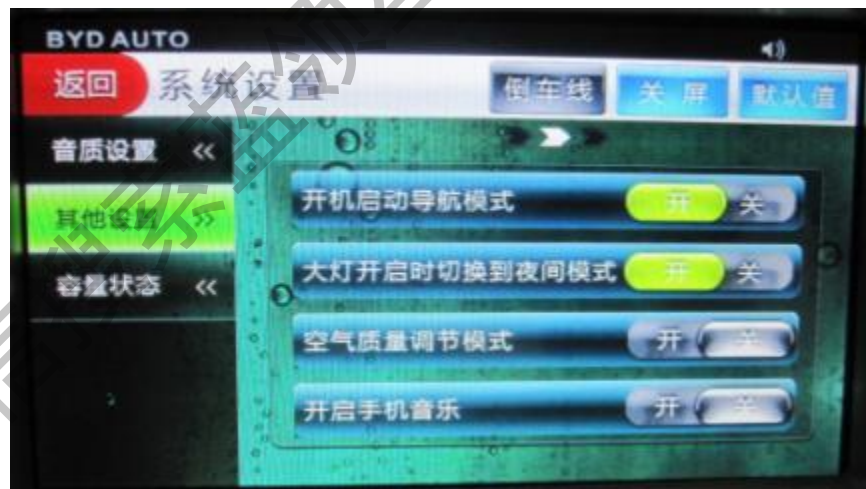 BYD AUTO
返回 系统设置 倒车线 关屏 默认值
音质设置 <<
其他设置 >>
容量状态 <<
开机启动导航模式 开 关
大灯开启时切换到夜间模式 开 关
空气质量调节模式 开 关
开启手机音乐 开 关